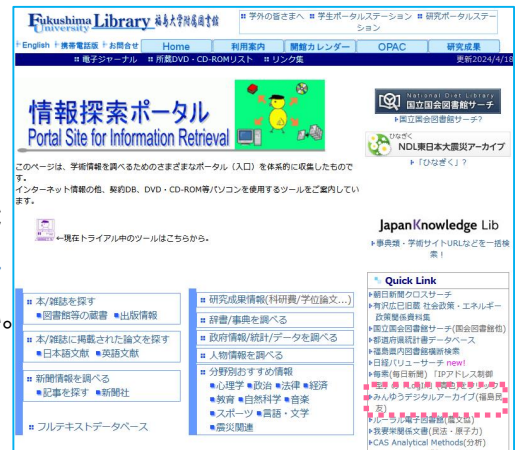 Fukushima University Library 福島大学附属図書館
学外の皆さまへ 学生ポータルステーション 研究ポータルステーション
English 携帯電話版 お問合せ Home 利用案内 開館カレンダー OPAC 研究成果
電子ジャーナル 所蔵DVD・CD-ROMリスト リンク集 更新2024/4/18
情報探索ポータル
Portal Site for Information Retrieval
このページは、学術情報を調べるためのさまざまなポータル（入口）を体系的に収集したものです。
インターネット情報の他、契約DB、DVD・CD-ROM等パソコンを使用するツールをご案内しています。
←現在トライアル中のツールはこちらから。
本/雑誌を探す
図書館等の蔵書 出版情報
本/雑誌に掲載された論文を探す
日本語文献 英語文献
新聞情報を調べる
記事を探す 新聞社
フルテキストデータベース
研究成果情報(科研費/学位論文...)
辞書/事典を調べる
政府情報/統計/データを調べる
人物情報を調べる
分野別おすすめ情報
心理学 政治 法律 経済
教育 自然科学 音楽
スポーツ 言語・文学
震災関連
National Diet Library
国立国会図書館サーチ
国立国会図書館サーチ?
ひなぎく
NDL東日本大震災アーカイブ
「ひなぎく」?
JapanKnowledge Lib
事典類・学術サイトURLなどを一括検索！
Quick Link
朝日新聞クロスサーチ
有沢広巳旧蔵 社会政策・エネルギー政策関係資料集
国立国会図書館サーチ(国会図書館他)
都道府県統計書データベース
福島県内図書館横断検索
日経バリューサーチ new!
毎索(毎日新聞) 「IPアドレス制御
みんゆうデジタルアーカイブ(福島民友)
ルーラル電子図書館(農文協)
我妻栄関係文書(民法・原子力)
CAS Analytical Methods(分析)